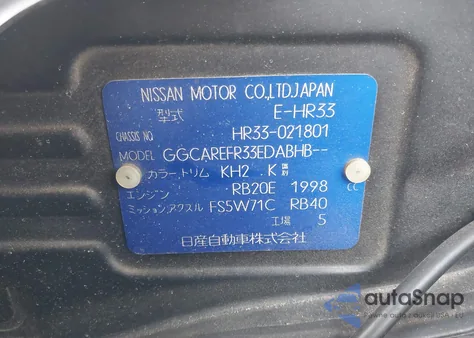 NISSAN MOTOR CO.,LTD.JAPAN
型式 E-HR33
CHASSIS NO. HR33-021801
MODEL GGCAREFR33EDABHB--
カラー,トリム KH2 .K
エンジン RB20E 1998 CC
ミッション,アクスル FS5W71C RB40
工場 5
日産自動車株式会社
autoSnap